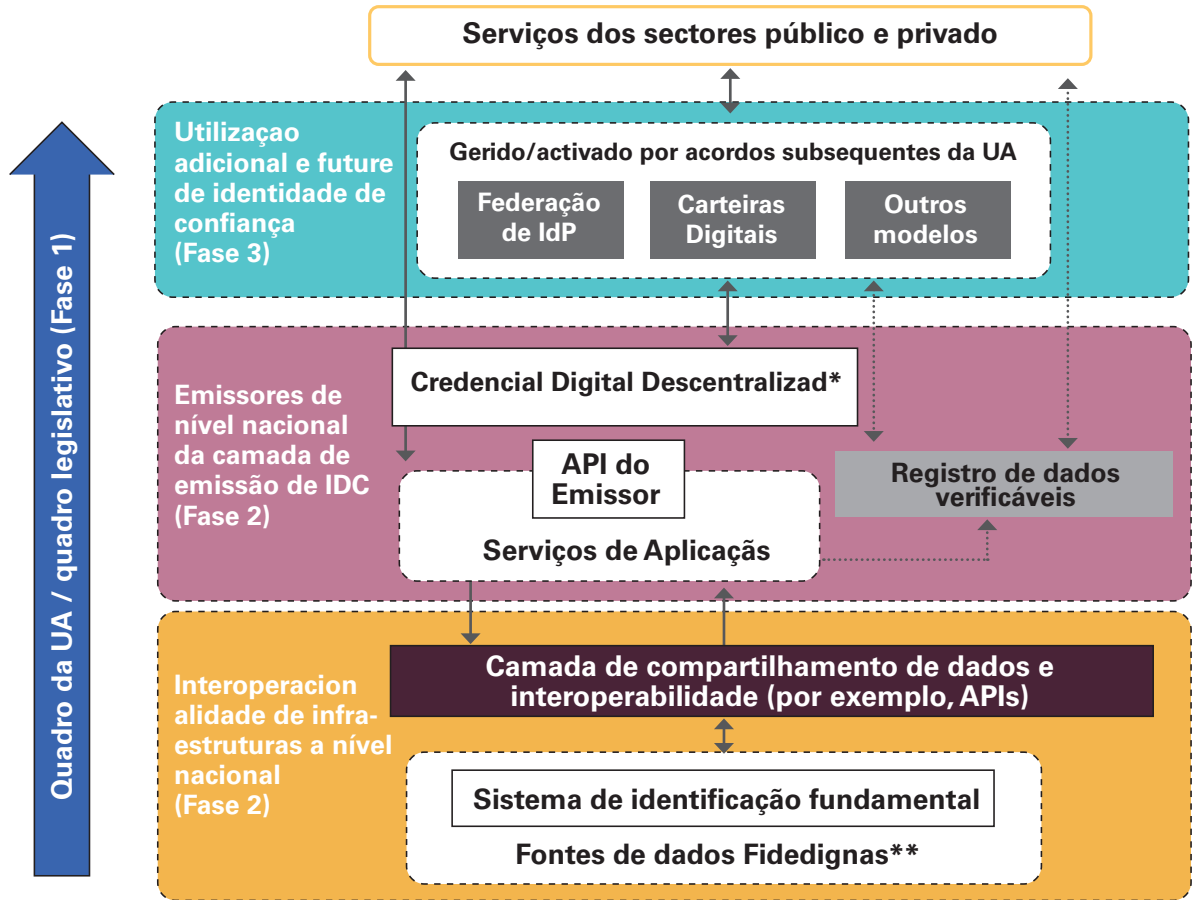 Serviços dos sectores público e privado
Utilizaçao
adicional e future
de identidade de
confiança
(Fase 3)
Gerido/activado por acordos subsequentes da UA
Federação
de IdP
Carteiras
Digitais
Outros
modelos
Quadro da UA / quadro legislativo (Fase 1)
Emissores de
nível nacional
da camada de
emissão de IDC
(Fase 2)
Credencial Digital Descentralizad*
API do
Emissor
Serviços de Aplicaçãs
Registro de dados
verificáveis
Interoperacion
alidade de infra-
estruturas a nível
nacional
(Fase 2)
Camada de compartilhamento de dados e
interoperabilidade (por exemplo, APIs)
Sistema de identificação fundamental
Fontes de dados Fidedignas**